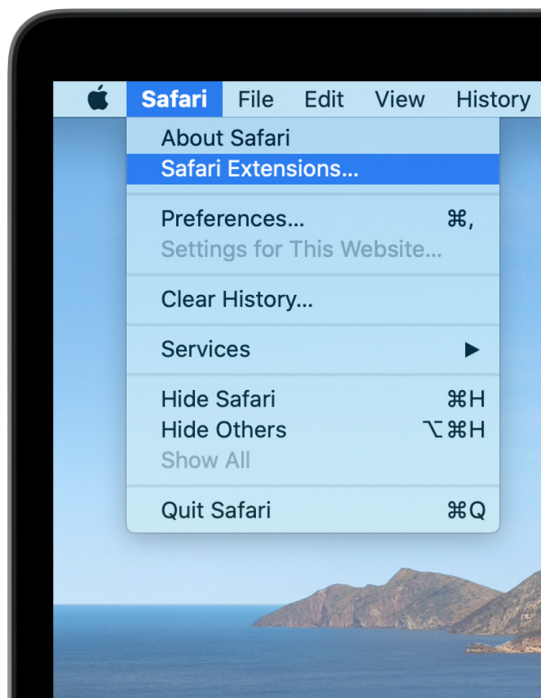 Safari File Edit View History
About Safari
Safari Extensions...
Preferences... ⌘,
Settings for This Website...
Clear History...
Services ▶
Hide Safari ⌘H
Hide Others ⌥⌘H
Show All
Quit Safari ⌘Q